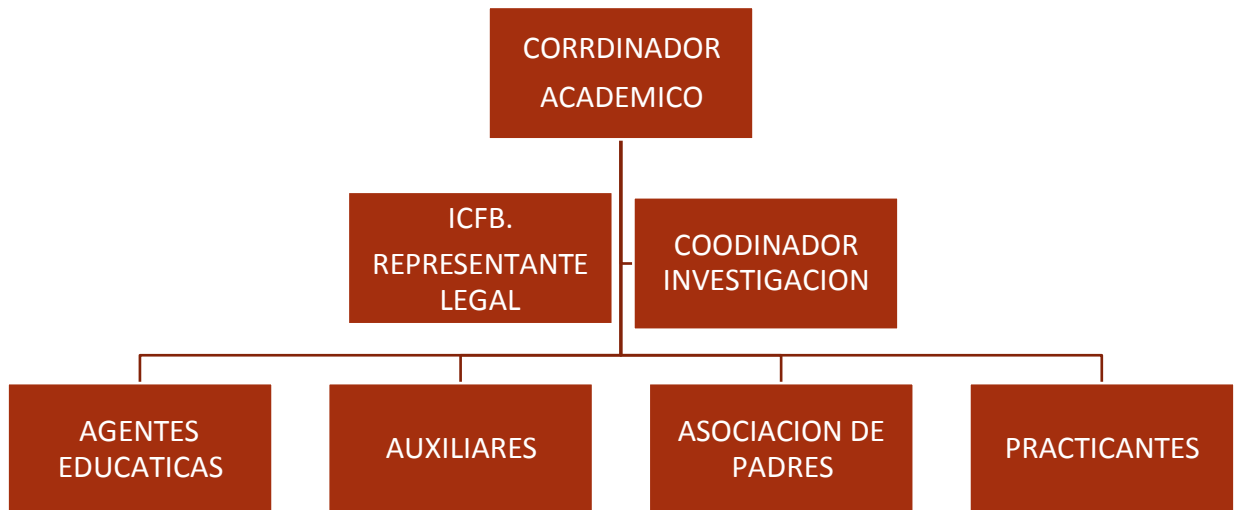 CORRDINADOR
ACADEMICO
ICFB.
REPRESENTANTE
LEGAL
COODINADOR
INVESTIGACION
AGENTES
EDUCATICAS
AUXILIARES
ASOCIACION DE
PADRES
PRACTICANTES